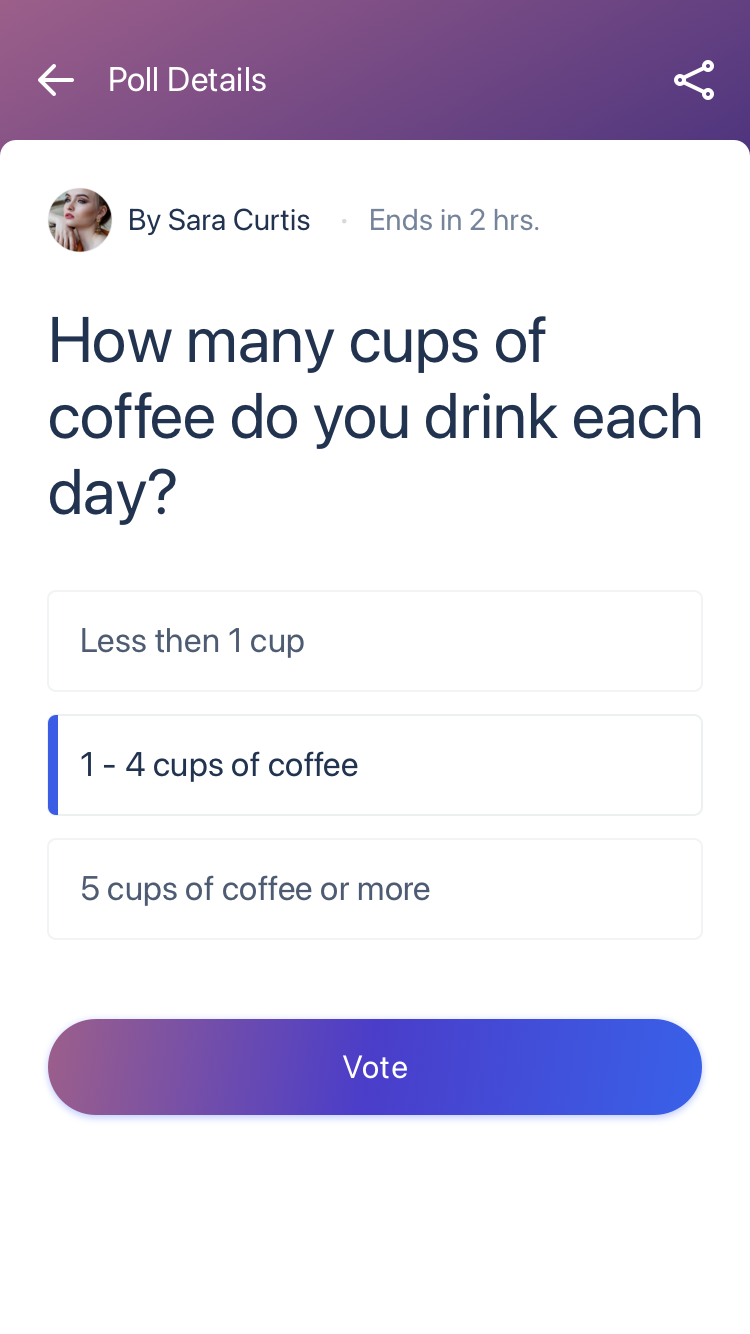 Poll Details
By Sara Curtis · Ends in 2 hrs.
How many cups of
coffee do you drink each
day?
Less then 1 cup
1 - 4 cups of coffee
5 cups of coffee or more
Vote